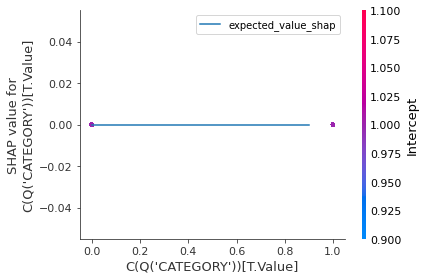 expected_value_shap
0.04
0.02
0.00
−0.02
−0.04
SHAP value for
C(Q('CATEGORY'))[T.Value]
0.0 0.2 0.4 0.6 0.8 1.0
C(Q('CATEGORY'))[T.Value]
1.100
1.075
1.050
1.025
1.000
0.975
0.950
0.925
0.900
Intercept